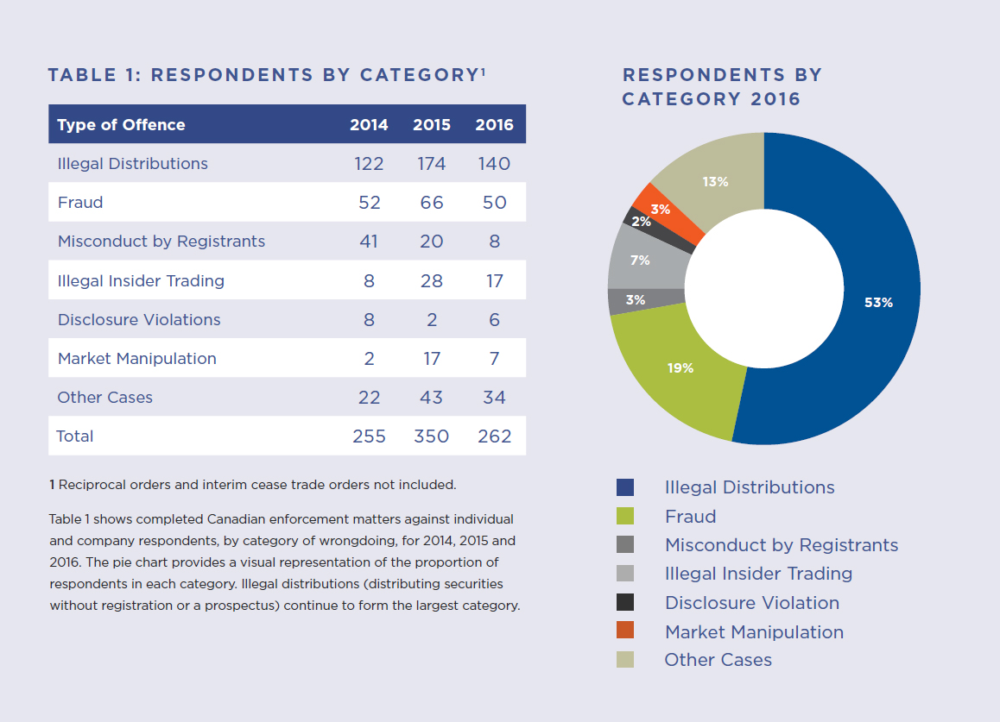 TABLE 1: RESPONDENTS BY CATEGORY¹
Type of Offence 2014 2015 2016
Illegal Distributions 122 174 140
Fraud 52 66 50
Misconduct by Registrants 41 20 8
Illegal Insider Trading 8 28 17
Disclosure Violations 8 2 6
Market Manipulation 2 17 7
Other Cases 22 43 34
Total 255 350 262
1 Reciprocal orders and interim cease trade orders not included.
Table 1 shows completed Canadian enforcement matters against individual
and company respondents, by category of wrongdoing, for 2014, 2015 and
2016. The pie chart provides a visual representation of the proportion of
respondents in each category. Illegal distributions (distributing securities
without registration or a prospectus) continue to form the largest category.
RESPONDENTS BY
CATEGORY 2016
13%
3%
2%
7%
3%
53%
19%
Illegal Distributions
Fraud
Misconduct by Registrants
Illegal Insider Trading
Disclosure Violation
Market Manipulation
Other Cases